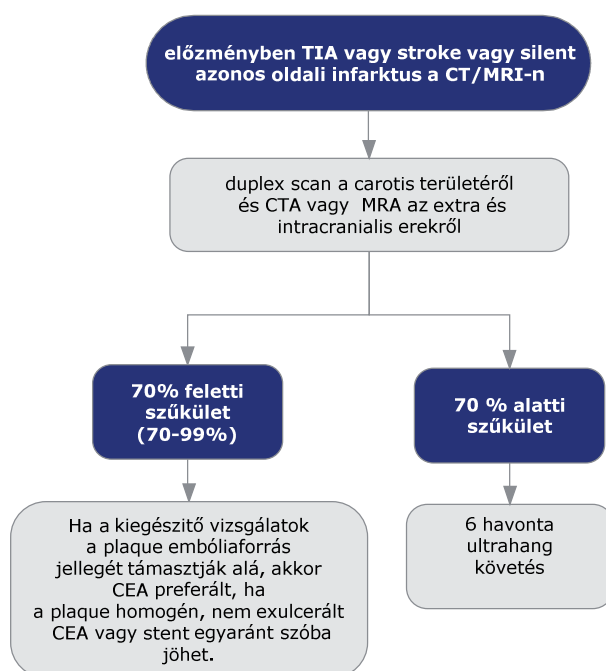 előzményben TIA vagy stroke vagy silent
azonos oldali infarktus a CT/MRI-n
duplex scan a carotis területéről
és CTA vagy MRA az extra és
intracranialis erekről
70% feletti
szűkület
(70-99%)
70 % alatti
szűkület
Ha a kiegészitő vizsgálatok
a plaque embóliaforrás
jellegét támasztják alá, akkor
CEA preferált, ha
a plaque homogén, nem exulcerált
CEA vagy stent egyaránt szóba
jöhet.
6 havonta
ultrahang
követés